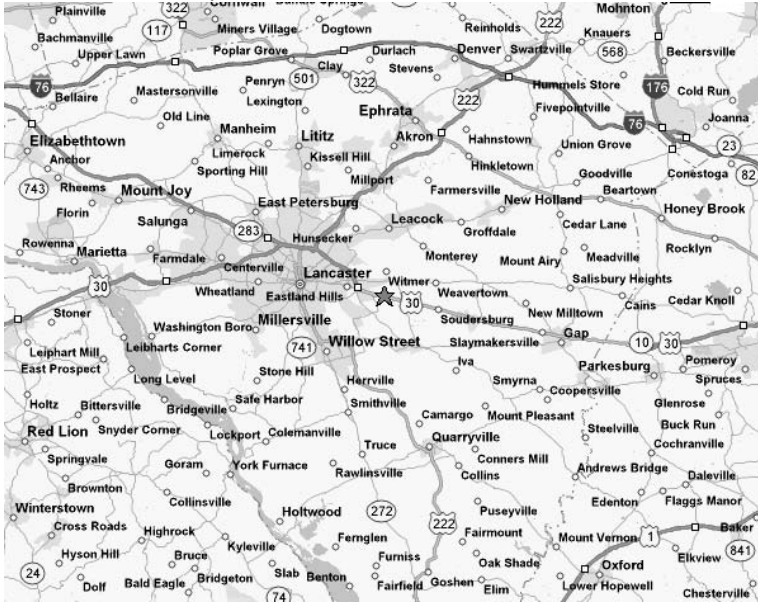 Plainville
322
Cornwall
Miners Village
Dogtown
222
Reinholds
Mohnton
117
Bachmanville
Upper Lawn
Poplar Grove
Durlach
Denver
Swartzville
Knauers
568
Beckersville
Clay
501
322
Stevens
76
Bellaire
Mastersonville
Penryn
Lexington
222
Hummels Store
176
Cold Run
Ephrata
Fivepointville
76
Joanna
Old Line
Manheim
Lititz
Akron
Hahnstown
Elizabethtown
Limerock
Kissell Hill
Hinkletown
Union Grove
23
Anchor
Sporting Hill
Millport
Farmersville
Goodville
Conestoga
82
743
Rheems
Mount Joy
Beartown
Florin
Salunga
East Petersburg
Leacock
New Holland
Honey Brook
283
Hunsecker
Groffdale
Cedar Lane
Rowenna
Marietta
Farmdale
Monterey
Mount Airy
Meadville
Rocklyn
Centerville
Lancaster
Witmer
30
Wheatland
Eastland Hills
30
Weavertown
Salisbury Heights
Cains
Cedar Knoll
Stoner
Washington Boro
Millersville
Soudersburg
New Milltown
Leiphart Mill
Leibharts Corner
741
Willow Street
Slaymakersville
Gap
10
30
East Prospect
Iva
Parkesburg
Pomeroy
Long Level
Stone Hill
Herrville
Smyrna
Coopersville
Spruces
Holtz
Bittersville
Bridgeville
Safe Harbor
Smithville
Camargo
Mount Pleasant
Glenrose
Snyder Corner
Lockport
Colemanville
Buck Run
Red Lion
Quarryville
Steelville
Cochranville
Springvale
Goram
York Furnace
Truce
Conners Mill
Rawlinsville
Collins
Andrews Bridge
Daleville
Brownton
Collinsville
Edenton
Flaggs Manor
Winterstown
Holtwood
272
Puseyville
Cross Roads
222
Fairmount
1
Baker
Highrock
Kyleville
Fernglen
Mount Vernon
841
Hyson Hill
Bruce
Furniss
Oak Shade
Elkview
24
Slab
Oxford
Dolf
Bald Eagle
Bridgeton
Benton
Fairfield
Goshen
Elim
Lower Hopewell
Chesterville
74